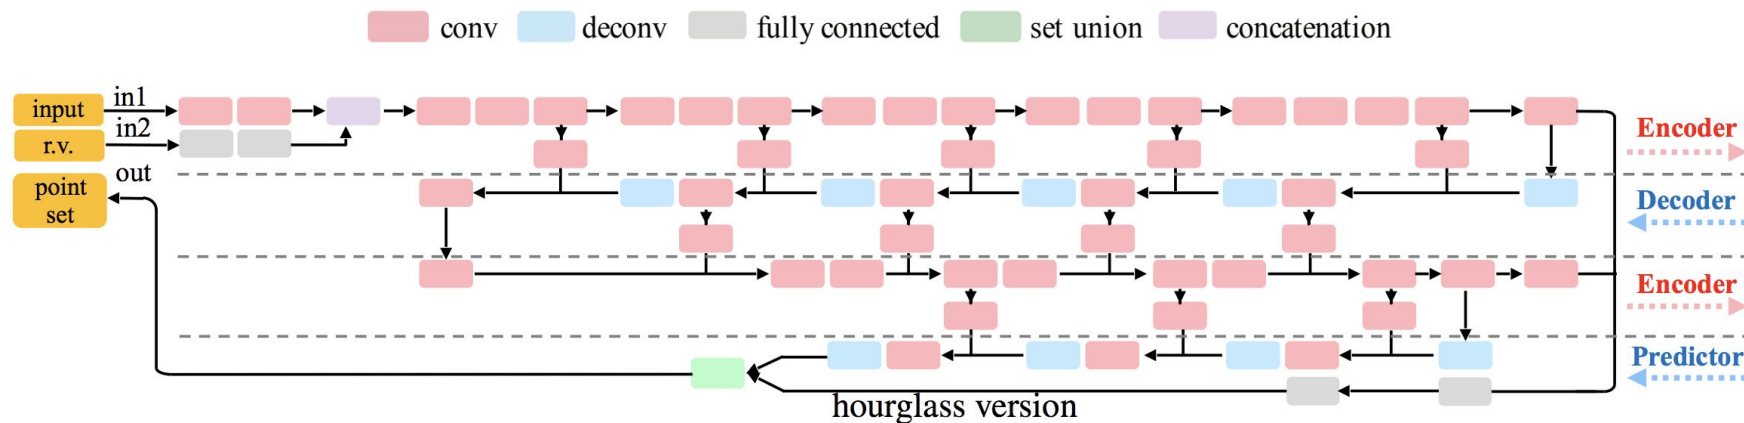 conv deconv fully connected set union concatenation
input in1
r.v. in2
point set out
Encoder
Decoder
Encoder
Predictor
hourglass version